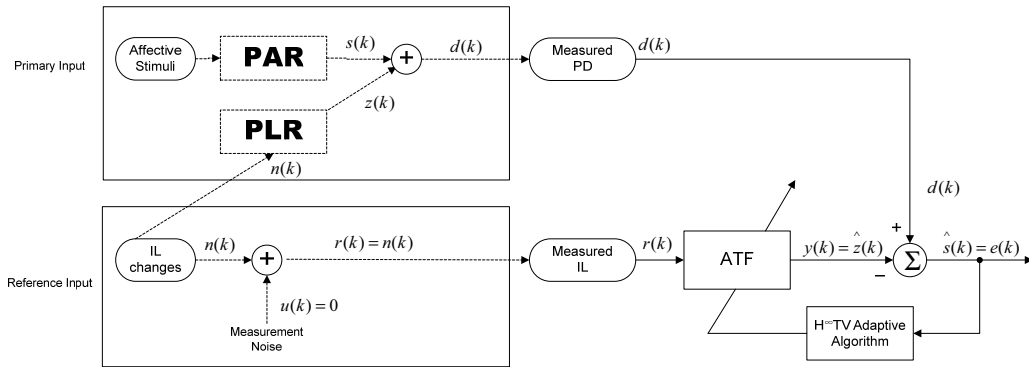 Primary Input
Affective
Stimuli
PAR
s(k)
+
d(k)
Measured
PD
d(k)
z(k)
PLR
n(k)
d(k)
Reference Input
IL
changes
n(k)
+
r(k) = n(k)
Measured
IL
r(k)
ATF
y(k) = ẑ(k)
+
−
Σ
ŝ(k) = e(k)
u(k) = 0
Measurement
Noise
H∞TV Adaptive
Algorithm